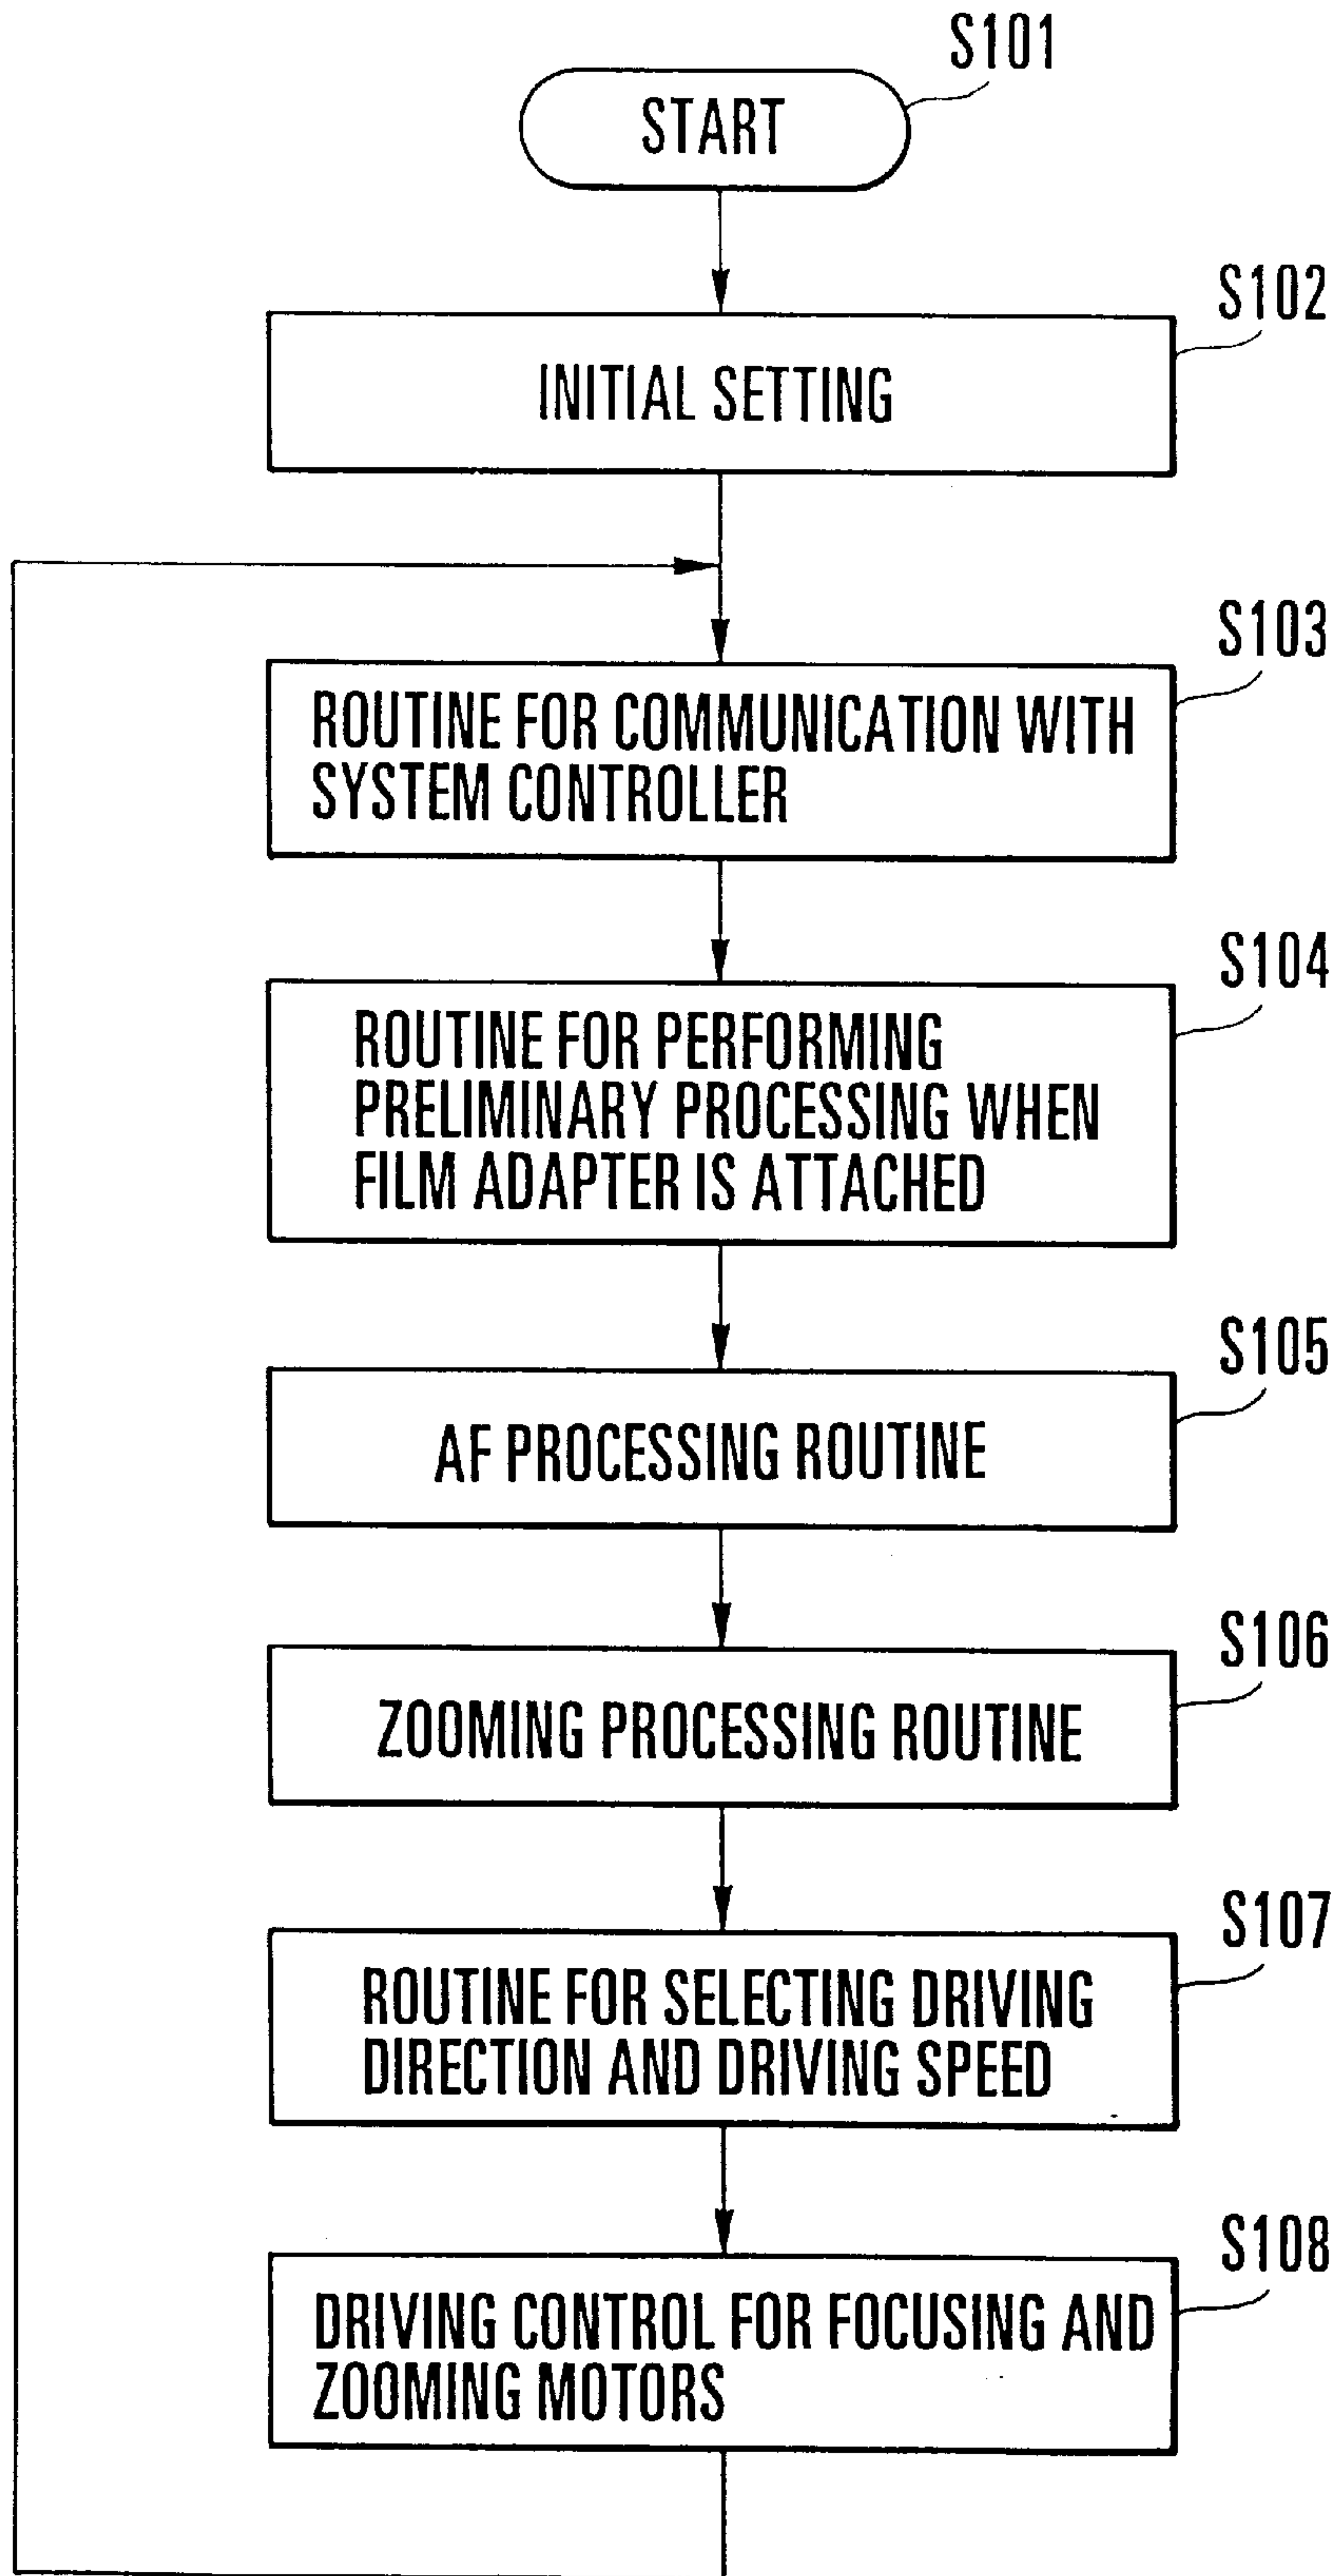 S101
START
S102
INITIAL SETTING
S103
ROUTINE FOR COMMUNICATION WITH
SYSTEM CONTROLLER
S104
ROUTINE FOR PERFORMING
PRELIMINARY PROCESSING WHEN
FILM ADAPTER IS ATTACHED
S105
AF PROCESSING ROUTINE
S106
ZOOMING PROCESSING ROUTINE
S107
ROUTINE FOR SELECTING DRIVING
DIRECTION AND DRIVING SPEED
S108
DRIVING CONTROL FOR FOCUSING AND
ZOOMING MOTORS